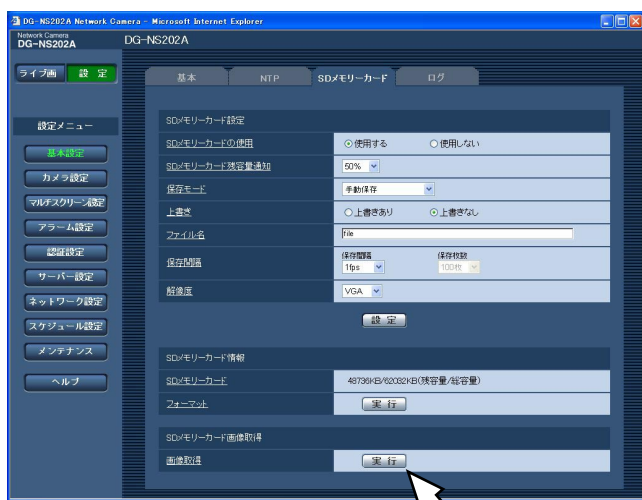 DG-NS202A Network Camera - Microsoft Internet Explorer
Network Camera
DG-NS202A
DG-NS202A
ライブ画 設 定
基本 NTP SDメモリーカード ログ
設定メニュー
基本設定
カメラ設定
マルチスクリーン設定
アラーム設定
認証設定
サーバー設定
ネットワーク設定
スケジュール設定
メンテナンス
ヘルプ
SDメモリーカード設定
SDメモリーカードの使用 使用する 使用しない
SDメモリーカード残容量通知 50%
保存モード 手動保存
上書き 上書きあり 上書きなし
ファイル名 file
保存間隔 保存間隔 保存枚数
1fps 100枚
解像度 VGA
設 定
SDメモリーカード情報
SDメモリーカード 48736KB/62032KB(残容量/総容量)
フォーマット 実 行
SDメモリーカード画像取得
画像取得 実 行